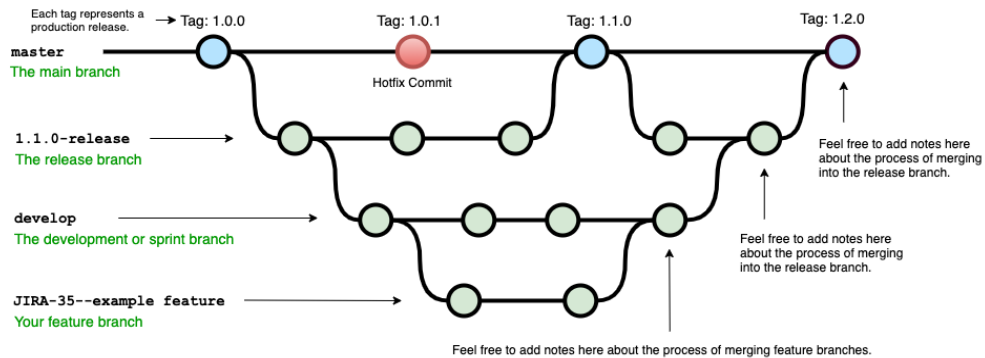 Each tag represents a
production release.
Tag: 1.0.0
Tag: 1.0.1
Tag: 1.1.0
Tag: 1.2.0
master
The main branch
Hotfix Commit
1.1.0-release
The release branch
Feel free to add notes here
about the process of merging
into the release branch.
develop
The development or sprint branch
Feel free to add notes here
about the process of merging
into the release branch.
JIRA-35--example feature
Your feature branch
Feel free to add notes here about the process of merging feature branches.